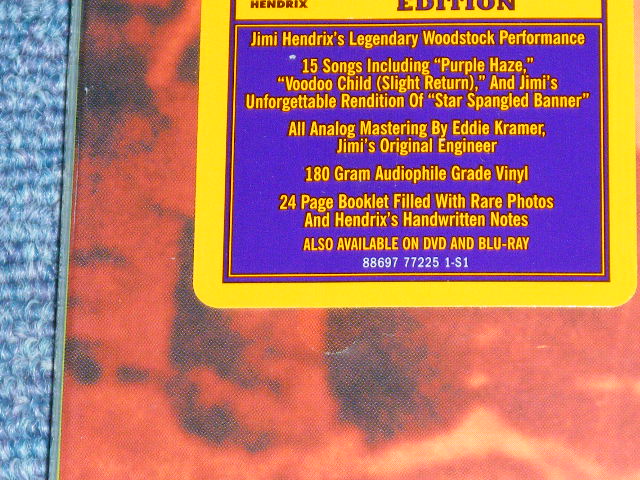 HENDRIX
EDITION
Jimi Hendrix's Legendary Woodstock Performance
15 Songs Including "Purple Haze,"
"Voodoo Child (Slight Return)," And Jimi's
Unforgettable Rendition Of "Star Spangled Banner"
All Analog Mastering By Eddie Kramer,
Jimi's Original Engineer
180 Gram Audiophile Grade Vinyl
24 Page Booklet Filled With Rare Photos
And Hendrix's Handwritten Notes
ALSO AVAILABLE ON DVD AND BLU-RAY
88697 77225 1-S1